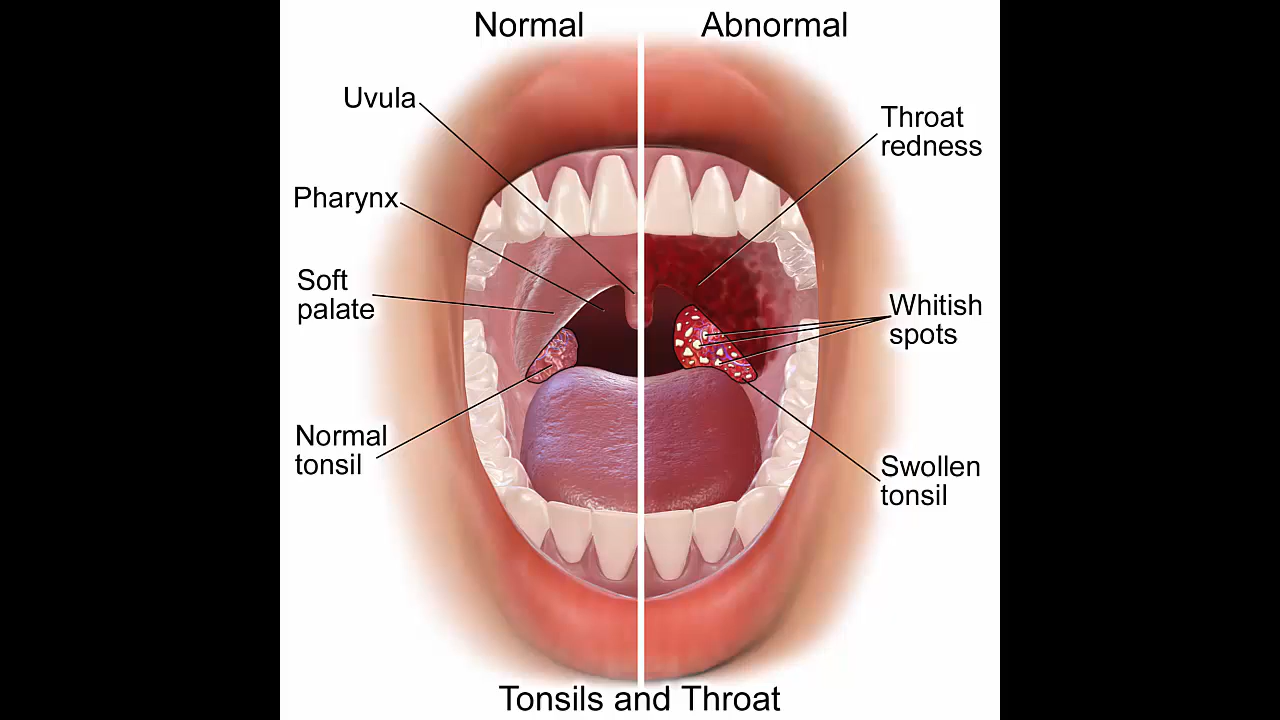 Normal
Abnormal
Uvula
Pharynx
Soft
palate
Normal
tonsil
Throat
redness
Whitish
spots
Swollen
tonsil
Tonsils and Throat